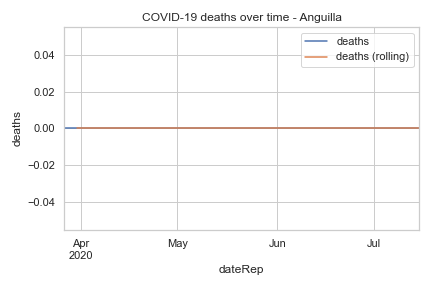 COVID-19 deaths over time - Anguilla
deaths
deaths (rolling)
0.04
0.02
0.00
−0.02
−0.04
deaths
Apr
2020
May
Jun
Jul
dateRep